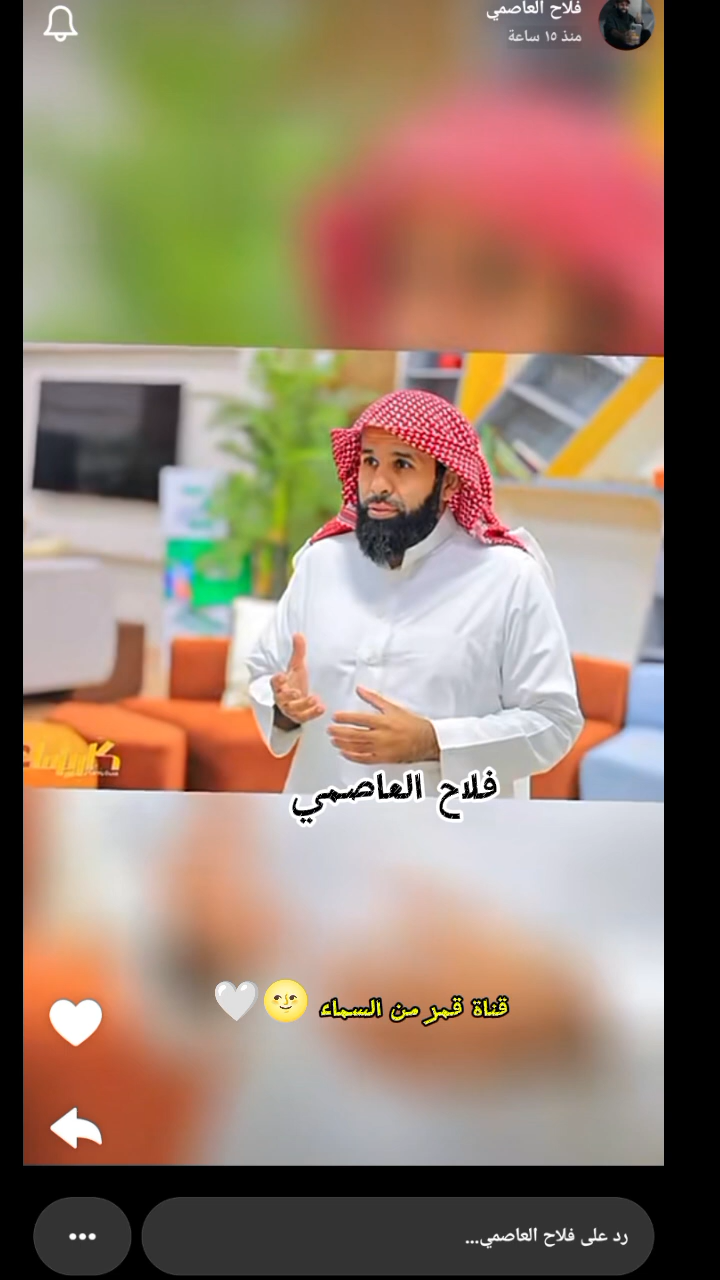 فلاح العاصمي
منذ ١٥ ساعة
فلاح العاصمي
قناة قمر من السماء 🌝🤍
رد على فلاح العاصمي...